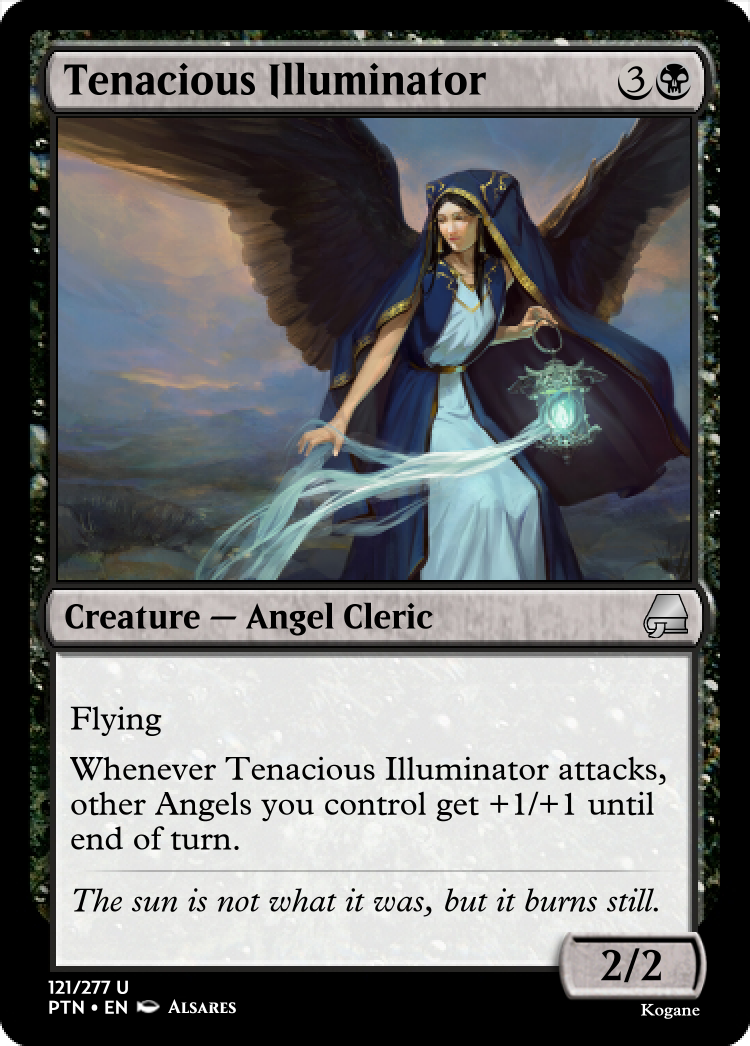 Tenacious Illuminator 3
Creature — Angel Cleric
Flying
Whenever Tenacious Illuminator attacks,
other Angels you control get +1/+1 until
end of turn.
The sun is not what it was, but it burns still.
2/2
121/277 U
PTN • EN Alsares
Kogane